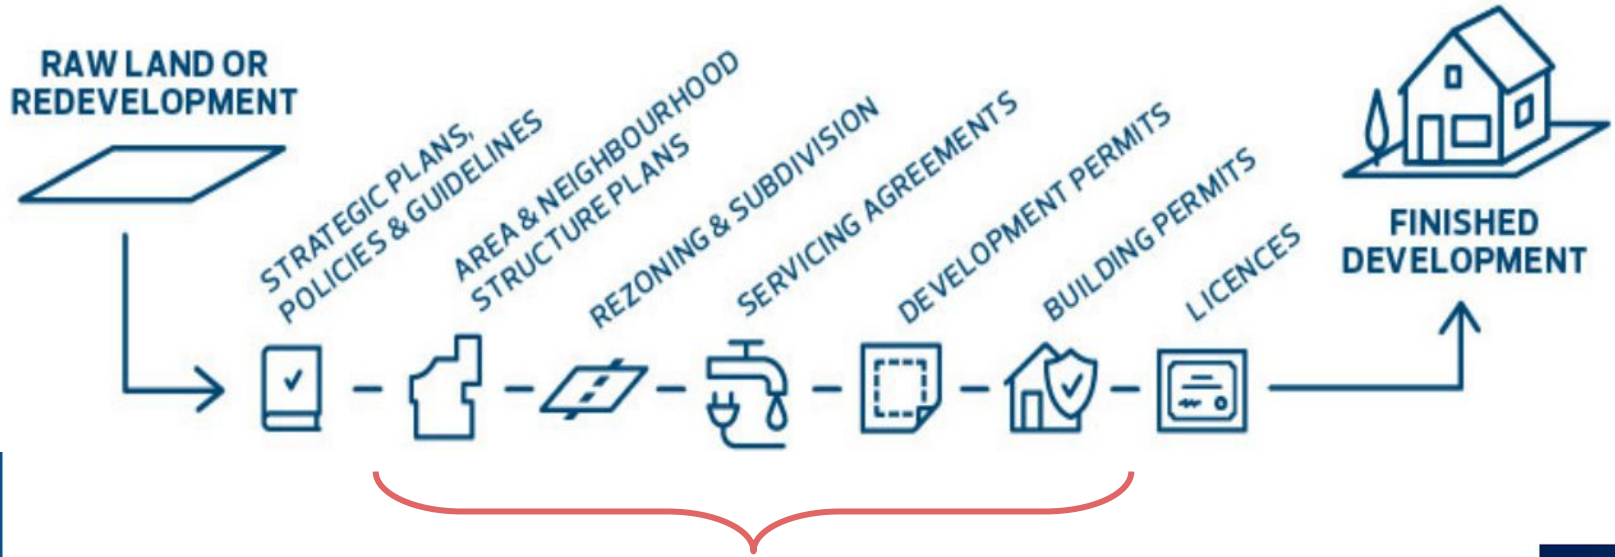 RAW LAND OR
REDEVELOPMENT
STRATEGIC PLANS,
POLICIES & GUIDELINES
AREA & NEIGHBOURHOOD
STRUCTURE PLANS
REZONING & SUBDIVISION
SERVICING AGREEMENTS
DEVELOPMENT PERMITS
BUILDING PERMITS
LICENCES
FINISHED
DEVELOPMENT